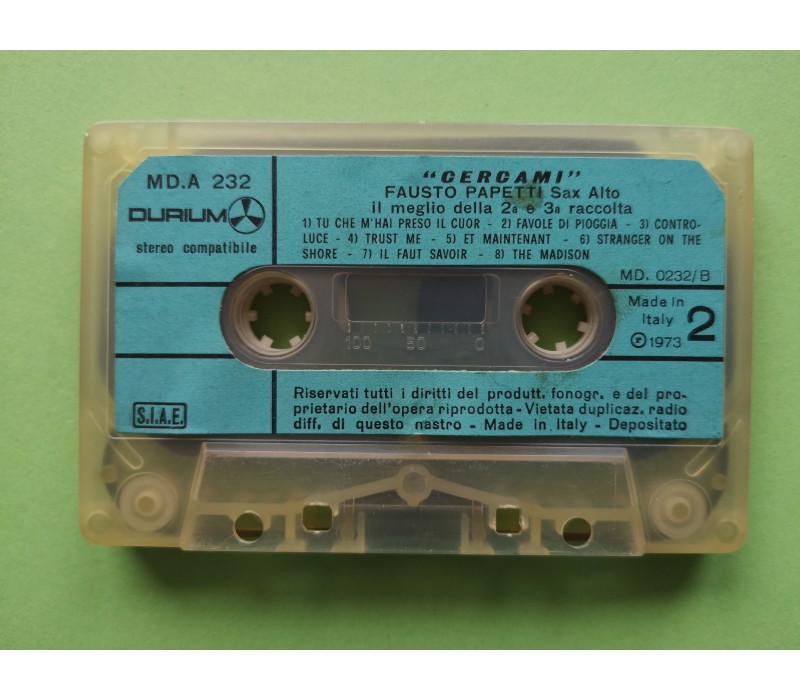 MD.A 232
DURIUM
stereo compatibile
S.I.A.E.
"CERCAMI"
FAUSTO PAPETTI Sax Alto
il meglio della 2a e 3a raccolta
1) TU CHE M'HAI PRESO IL CUOR - 2) FAVOLE DI PIOGGIA - 3) CONTRO-
LUCE - 4) TRUST ME - 5) ET MAINTENANT - 6) STRANGER ON THE
SHORE - 7) IL FAUT SAVOIR - 8) THE MADISON
MD. 0232/B
Made in
Italy
℗ 1973
2
100 50 0
Riservati tutti i diritti del produtt. fonogr. e del pro-
prietario dell'opera riprodotta - Vietata duplicaz. radio
diff. di questo nastro - Made in Italy - Depositato